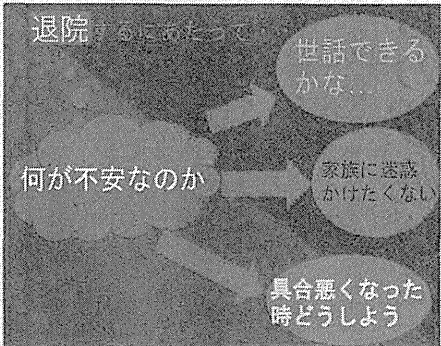 退院するにあたって…
世話できる
かな….
何が不安なのか
家族に迷惑
かけたくない
具合悪くなった
時どうしよう